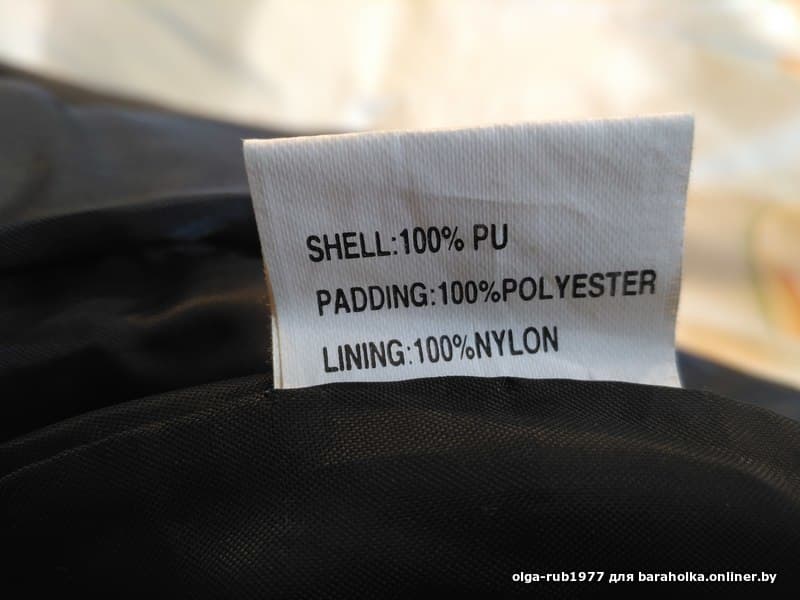 SHELL:100% PU
PADDING:100%POLYESTER
LINING:100%NYLON
olga-rub1977 для baraholka.onliner.by